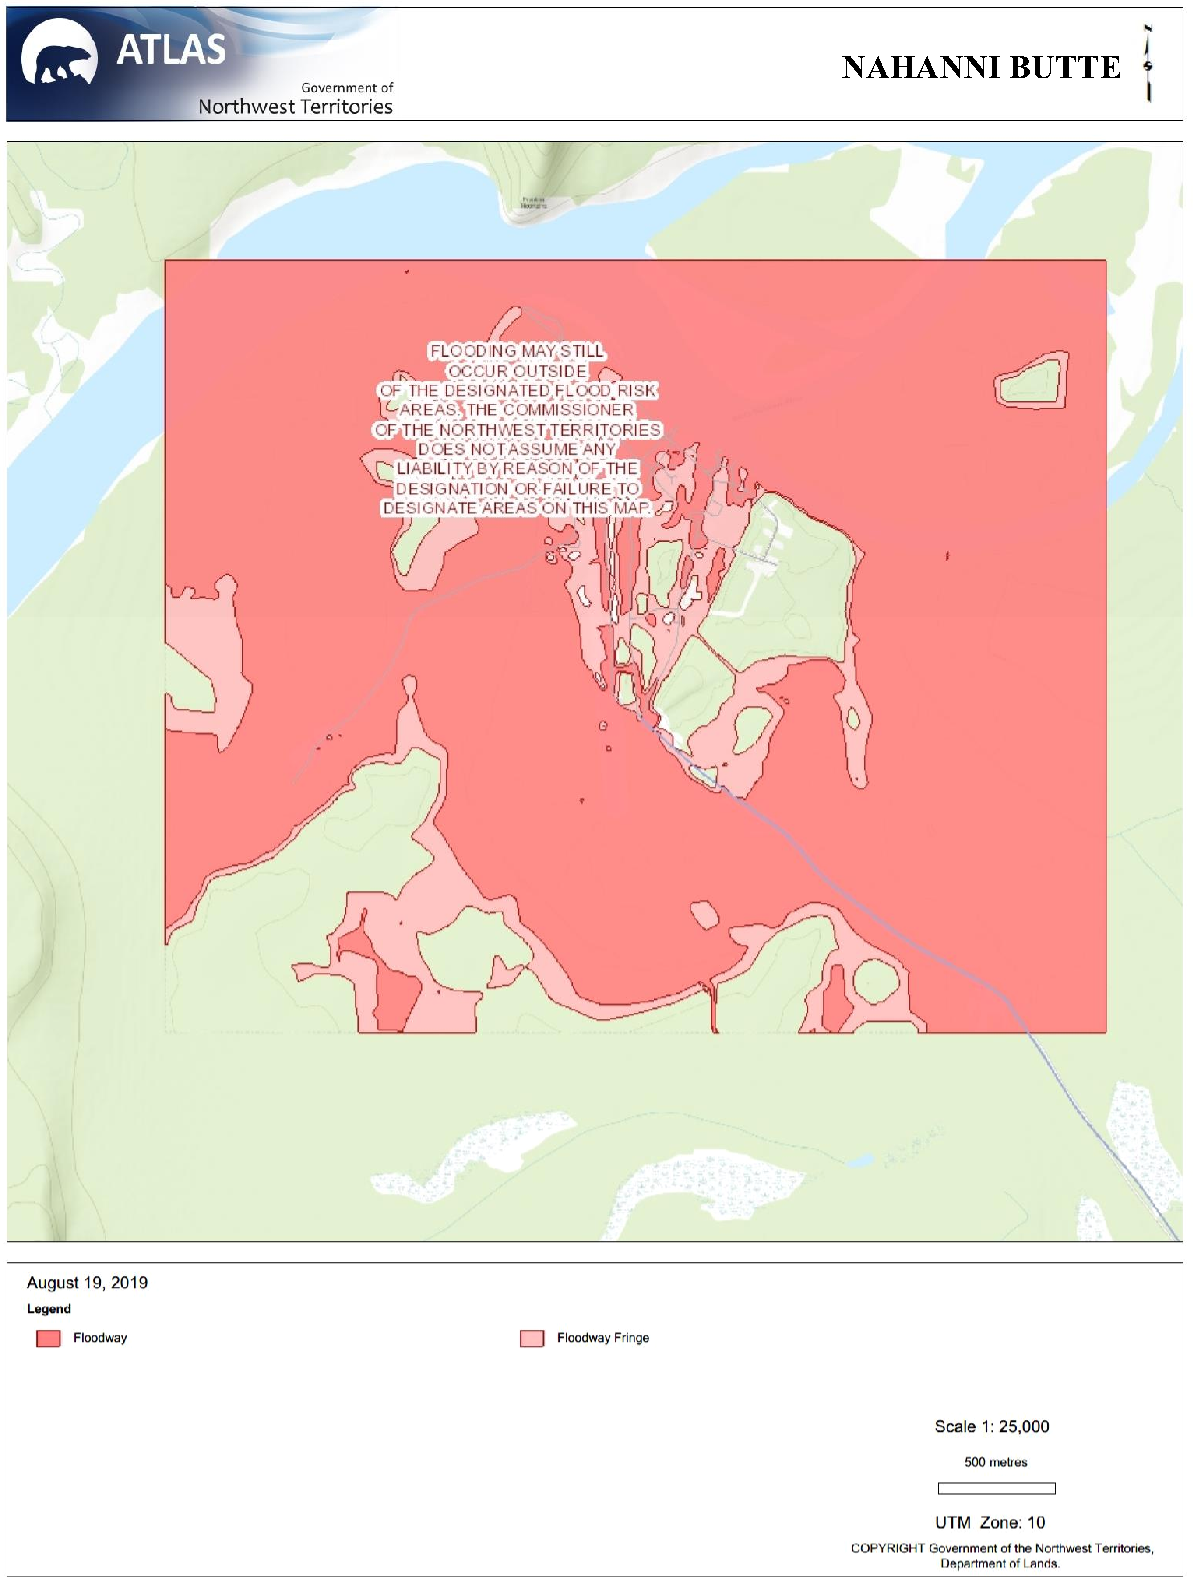 ATLAS
Government of
Northwest Territories
NAHANNI BUTTE
N
FLOODING MAY STILL
OCCUR OUTSIDE
OF THE DESIGNATED FLOOD RISK
AREAS. THE COMMISSIONER
OF THE NORTHWEST TERRITORIES
DOES NOT ASSUME ANY
LIABILITY BY REASON OF THE
DESIGNATION OR FAILURE TO
DESIGNATE AREAS ON THIS MAP.
August 19, 2019
Legend
Floodway
Floodway Fringe
Scale 1: 25,000
500 metres
UTM Zone: 10
COPYRIGHT Government of the Northwest Territories,
Department of Lands.